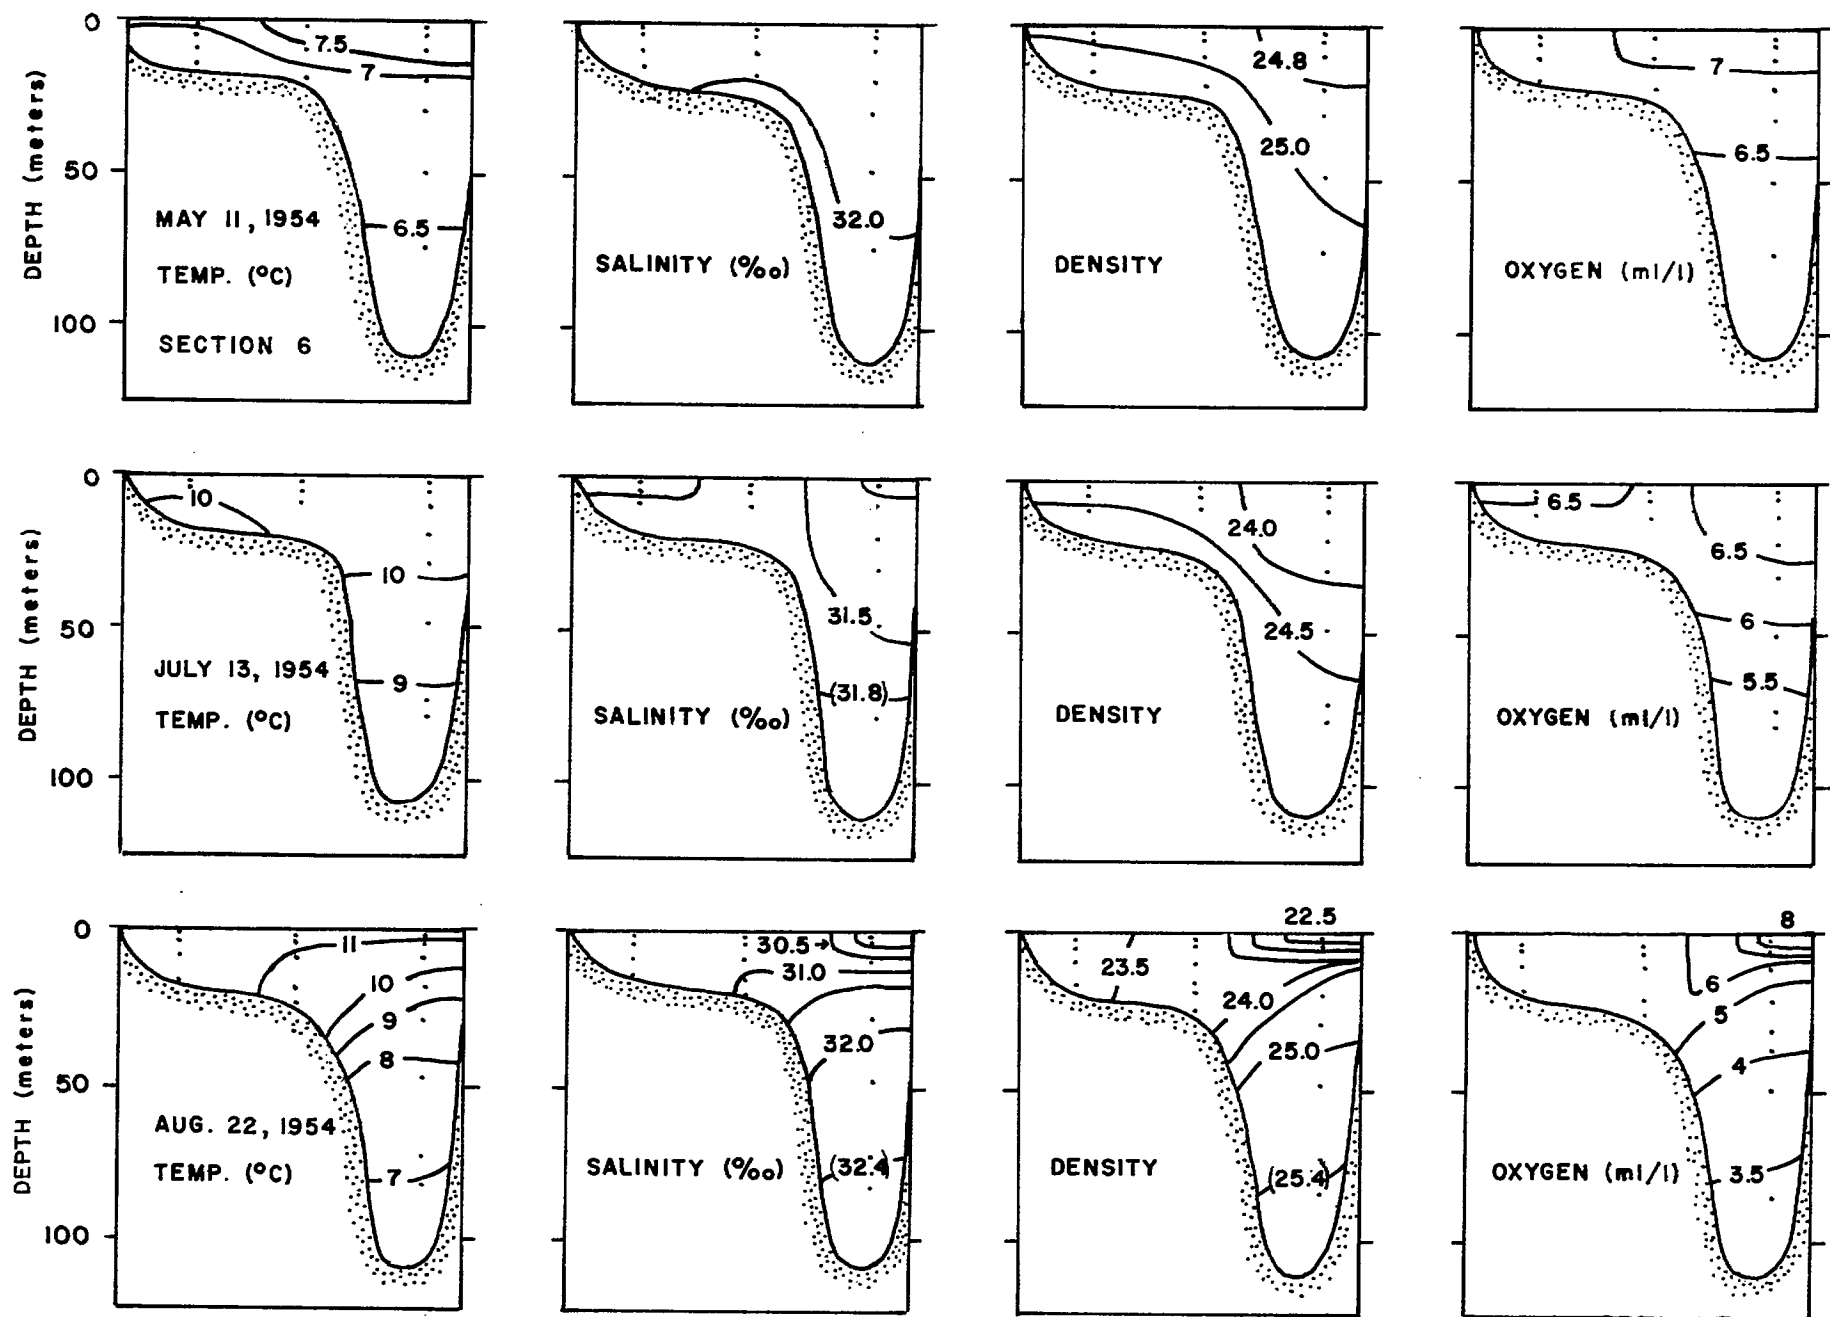 0
50
100
DEPTH (meters)
7.5
7
6.5
MAY 11, 1954
TEMP. (°C)
SECTION 6
32.0
SALINITY (‰)
24.8
25.0
DENSITY
7
6.5
OXYGEN (ml/l)
0
50
100
DEPTH (meters)
10
10
9
JULY 13, 1954
TEMP. (°C)
31.5
(31.8)
SALINITY (‰)
24.0
24.5
DENSITY
6.5
6.5
6
5.5
OXYGEN (ml/l)
0
50
100
DEPTH (meters)
11
10
9
8
7
AUG. 22, 1954
TEMP. (°C)
30.5→
31.0
32.0
(32.4)
SALINITY (‰)
22.5
23.5
24.0
25.0
(25.4)
DENSITY
8
6
5
4
3.5
OXYGEN (ml/l)